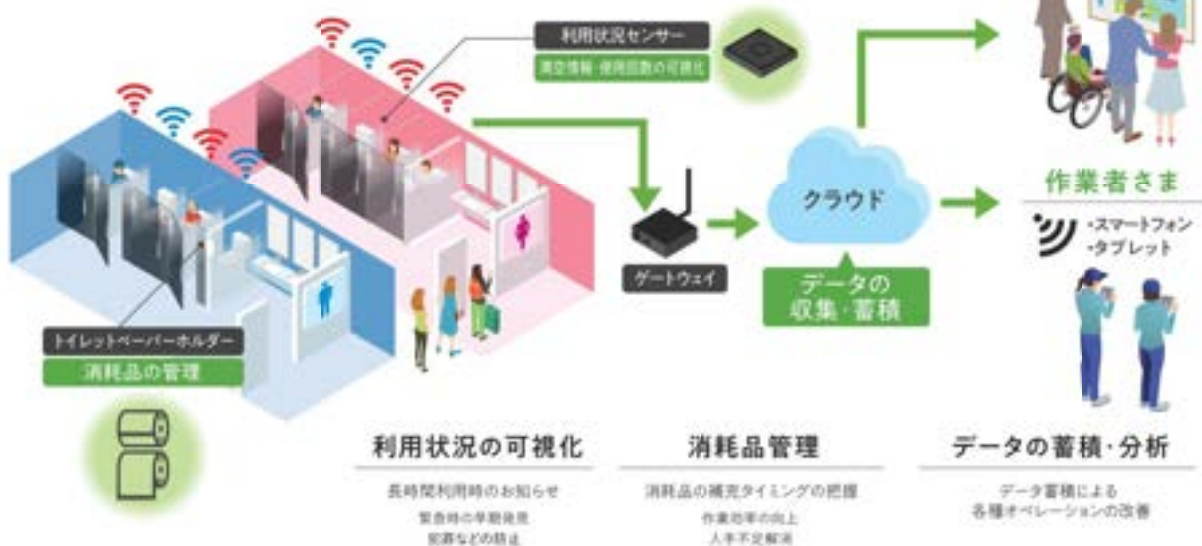 利用状況センサー
満空情報・使用回数の可視化
クラウド
作業者さま
・スマートフォン
・タブレット
ゲートウェイ
データの
収集・蓄積
トイレットペーパーホルダー
消耗品の管理
利用状況の可視化
長時間利用時のお知らせ
緊急時の早期発見
犯罪などの防止
消耗品管理
消耗品の補充タイミングの把握
作業効率の向上
人手不足解消
データの蓄積・分析
データ蓄積による
各種オペレーションの改善